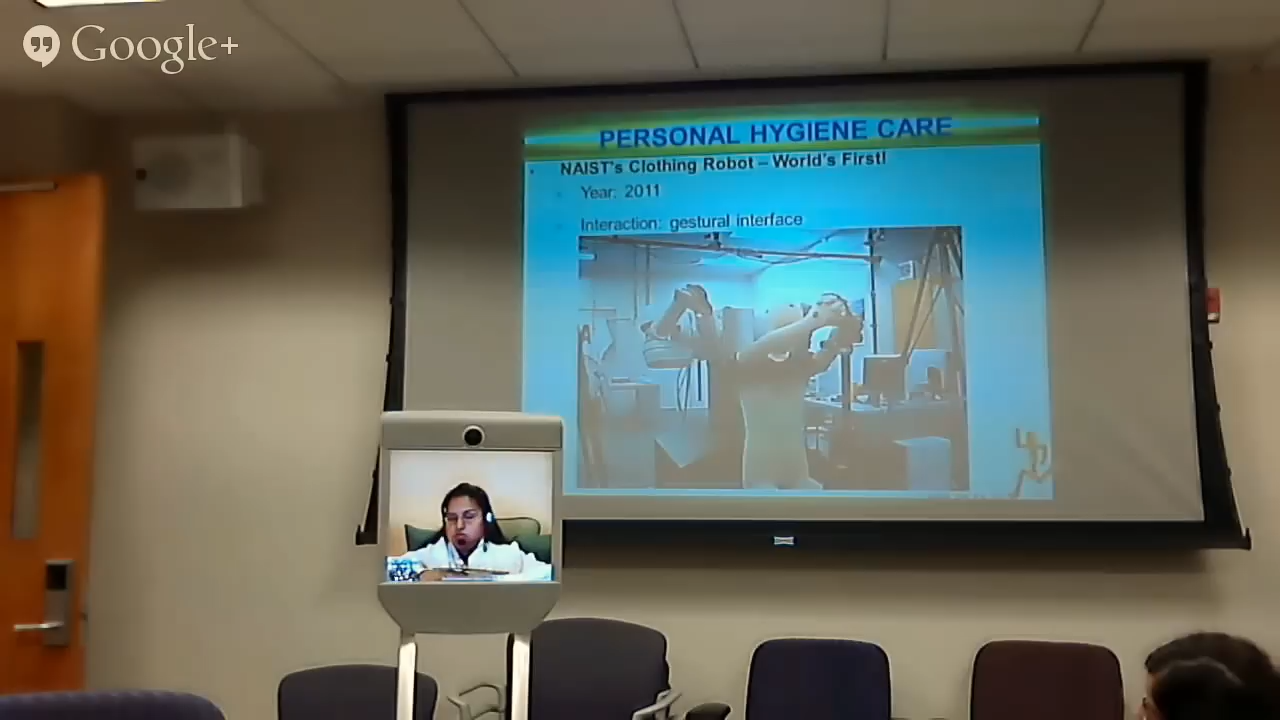 Google+
PERSONAL HYGIENE CARE
NAIST's Clothing Robot – World's First!
Year: 2011
Interaction: gestural interface